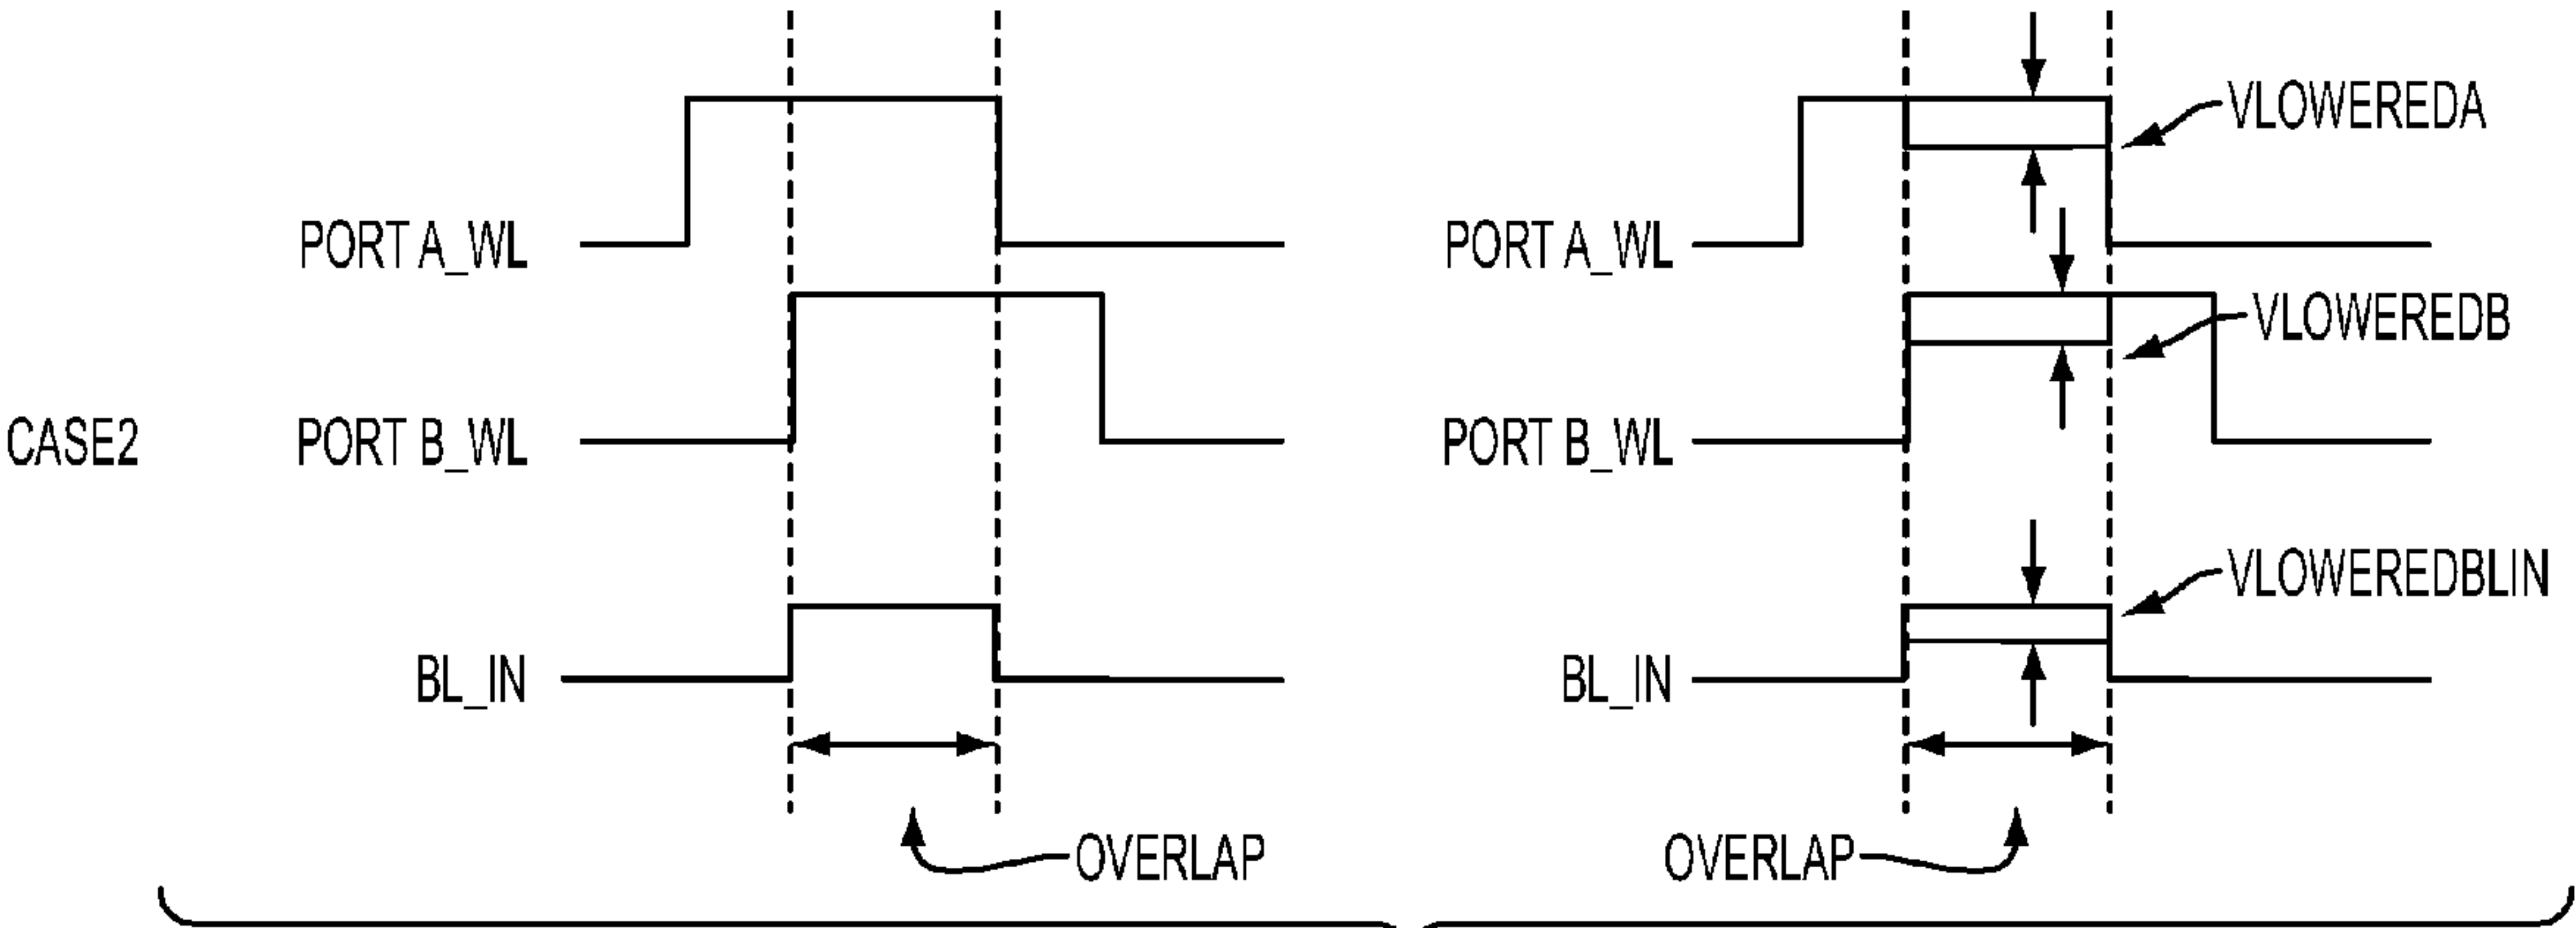 CASE2
PORT A_WL
PORT B_WL
BL_IN
OVERLAP
PORT A_WL
VLOWEREDA
PORT B_WL
VLOWEREDB
BL_IN
VLOWEREDBLIN
OVERLAP